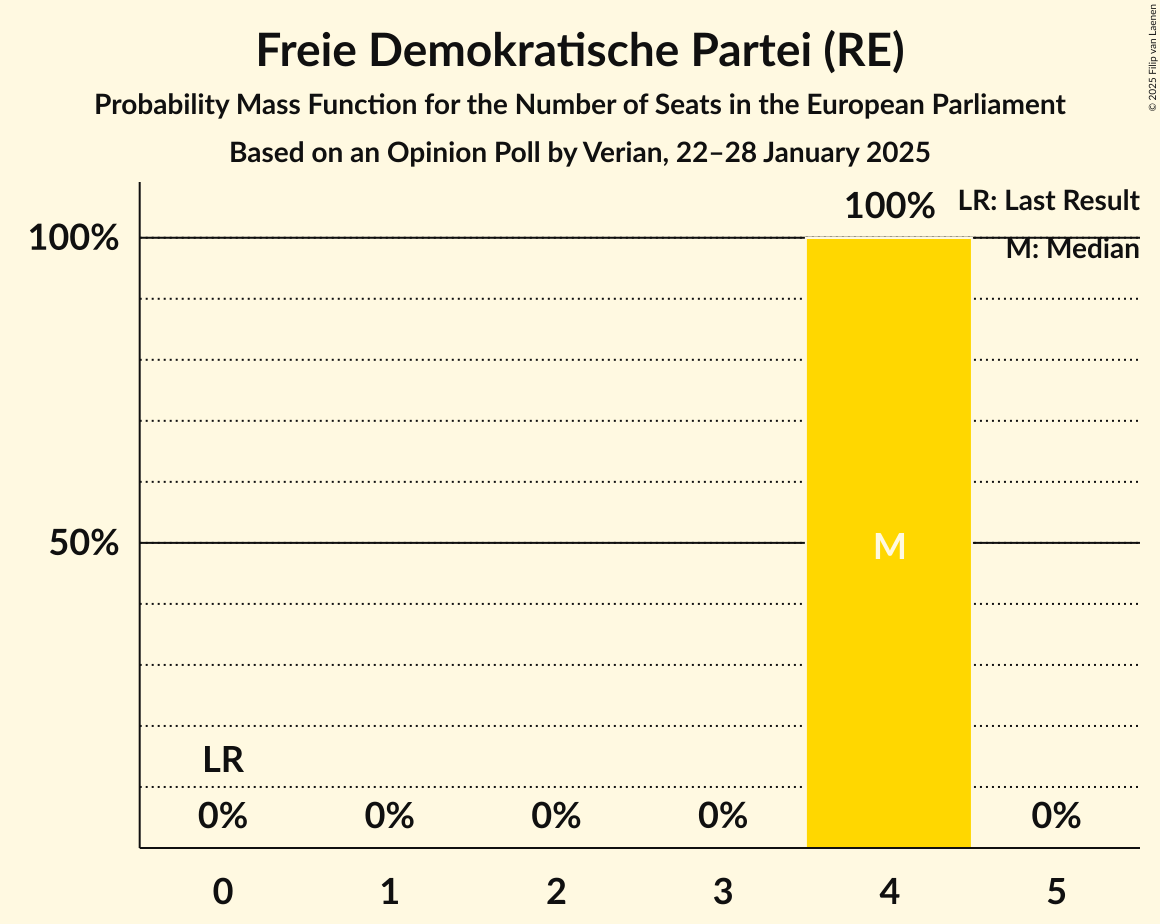 Freie Demokratische Partei (RE)
Probability Mass Function for the Number of Seats in the European Parliament
Based on an Opinion Poll by Verian, 22–28 January 2025
© 2025 Filip van Laenen
LR: Last Result
M: Median
100%
100%
50%
M
LR
0%
0%
0%
0%
0%
0
1
2
3
4
5